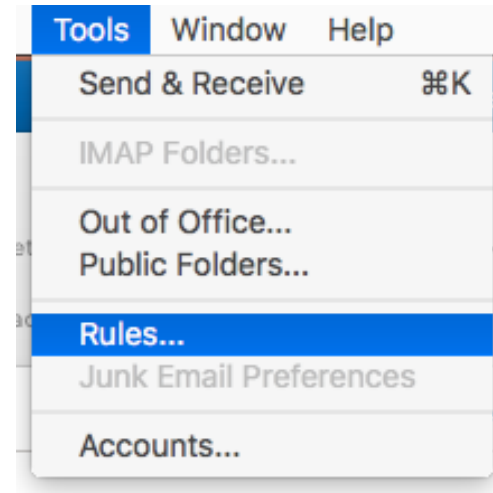 Tools Window Help
Send & Receive ⌘K
IMAP Folders...
Out of Office...
Public Folders...
Rules...
Junk Email Preferences
Accounts...